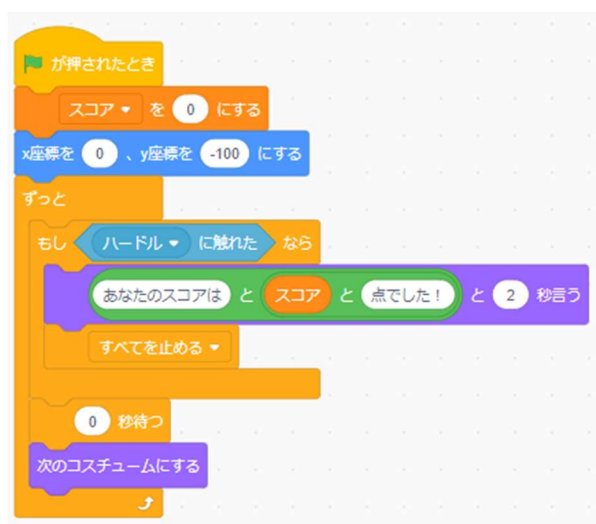 が押されたとき
スコア を 0 にする
x座標を 0 、y座標を -100 にする
ずっと
もし ハードル に触れた なら
あなたのスコアは と スコア と 点でした! と 2 秒言う
すべてを止める
0 秒待つ
次のコスチュームにする